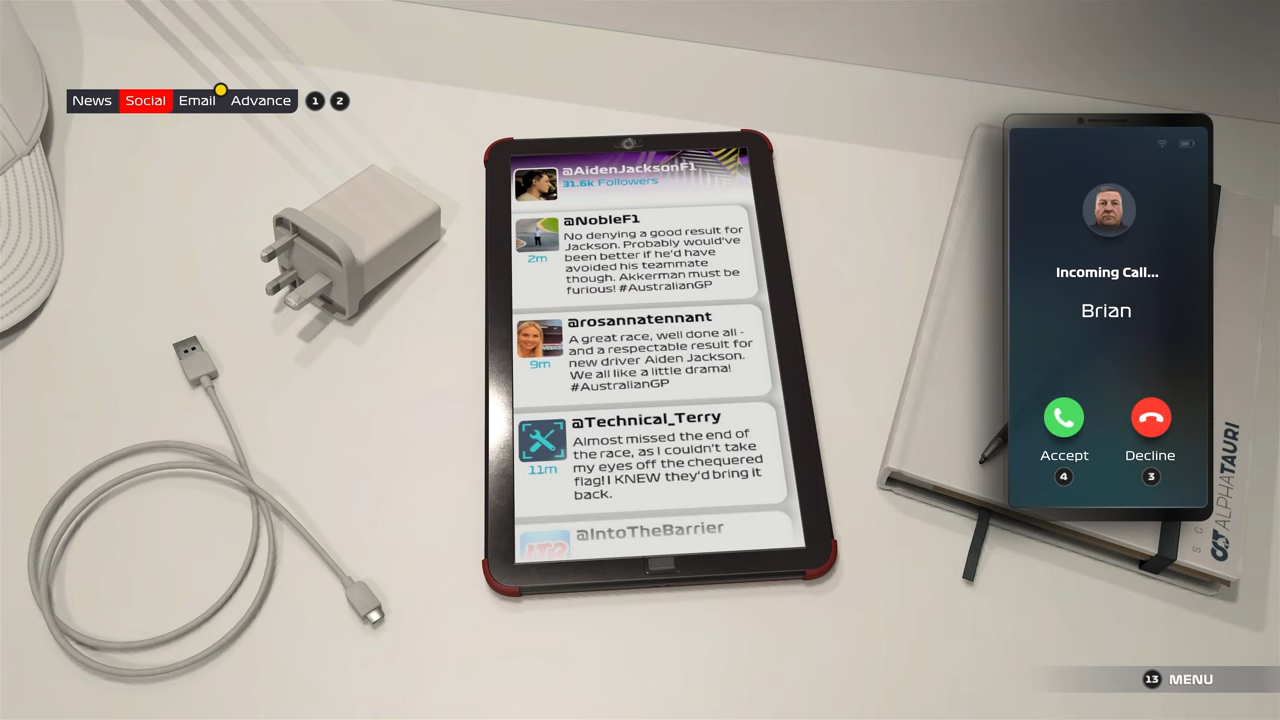 News Social Email Advance 1 2
@AidenJacksonF1
31.6k Followers
@NobleF1
2m
No denying a good result for
Jackson. Probably would've
been better if he'd have
avoided his teammate
though. Akkerman must be
furious! #AustralianGP
@rosannatennant
9m
A great race, well done all -
and a respectable result for
new driver Aiden Jackson.
We all like a little drama!
#AustralianGP
@Technical_Terry
11m
Almost missed the end of
the race, as I couldn't take
my eyes off the chequered
flag! I KNEW they'd bring it
back.
@IntoTheBarrier
ITB
Incoming Call...
Brian
Accept Decline
4 3
ALPHATAURI
13 MENU